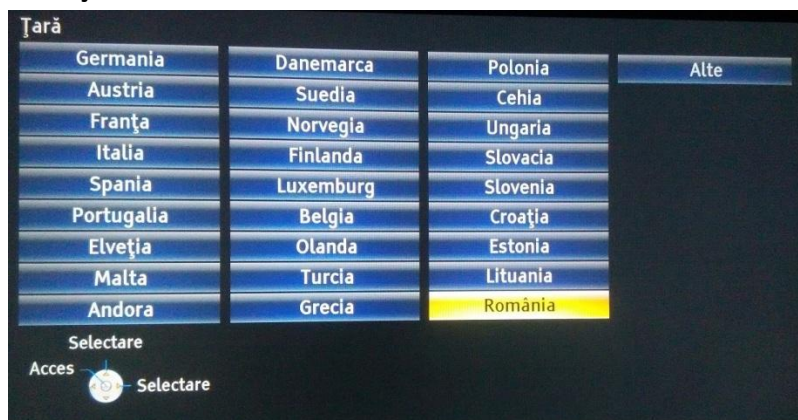 Ţară
Germania
Austria
Franţa
Italia
Spania
Portugalia
Elveţia
Malta
Andora
Danemarca
Suedia
Norvegia
Finlanda
Luxemburg
Belgia
Olanda
Turcia
Grecia
Polonia
Cehia
Ungaria
Slovacia
Slovenia
Croaţia
Estonia
Lituania
România
Alte
Selectare
Acces
Selectare